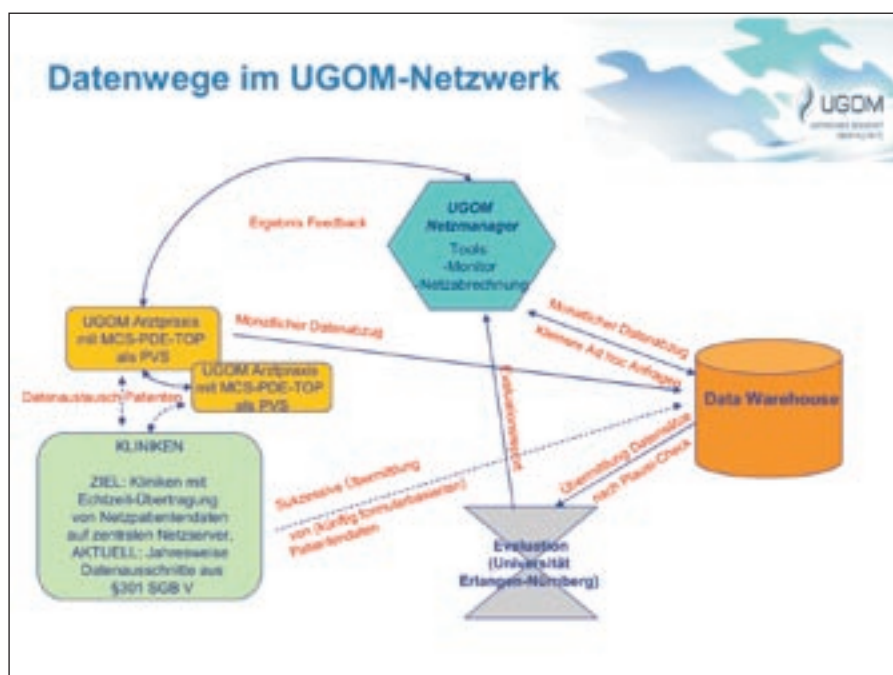 Datenwege im UGOM-Netzwerk
UGOM
UGOM
Netzmanager
Tools
-Monitor
-Netzabrechnung
Ergebnis Feedback
UGOM Arztpraxis
mit MCS-PDE-TOP
als PVS
Monatlicher Datenabzug
UGOM Arztpraxis
mit MCS-PDE-TOP
als PVS
Datenaustausch Patienten
Monatlicher Datenabzug
Kleinere Ad hoc Anfragen
Data Warehouse
KLINIKEN
ZIEL: Kliniken mit
Echtzeit-Übertragung
von Netzpatientendaten
auf zentralen Netzserver,
AKTUELL: Jahresweise
Datenausschnitte aus
§301 SGB V
Sukzessive Übermittlung
von (künftig formularbasierten)
Patientendaten
Übermittlung Datensätze
nach Plausi-Check
Evaluation
(Universität
Erlangen-Nürnberg)